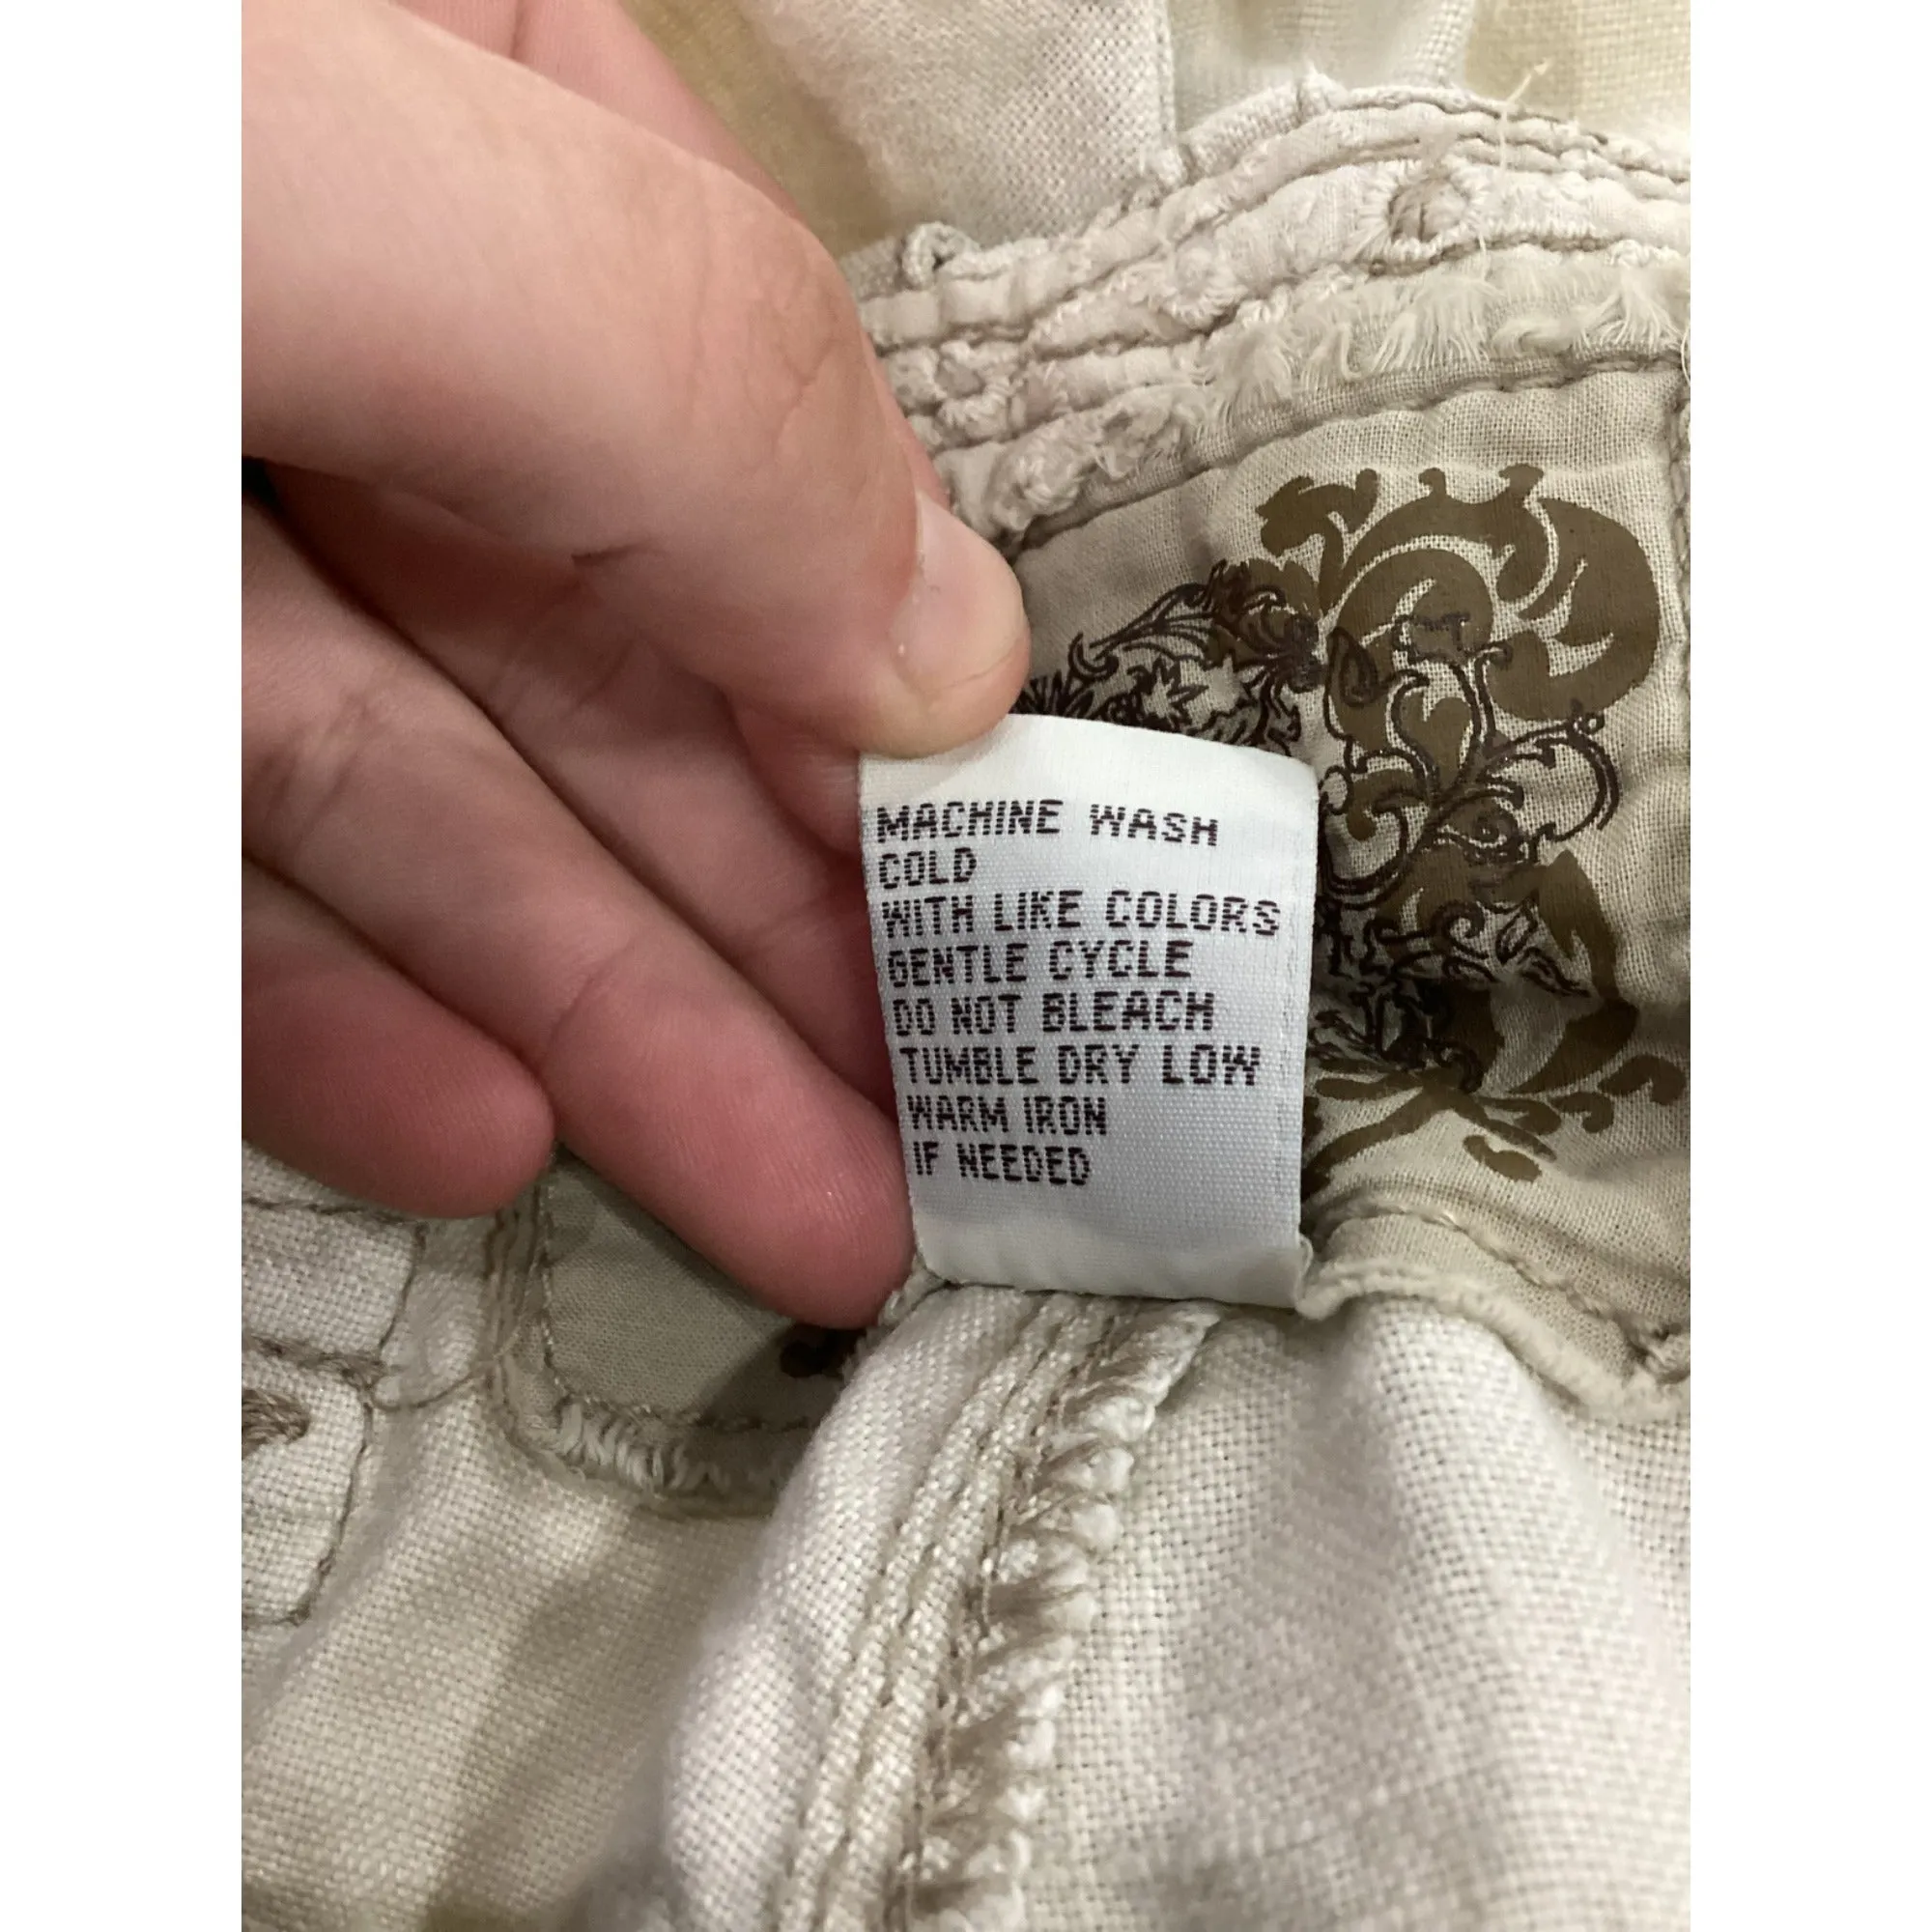 MACHINE WASH
COLD
WITH LIKE COLORS
GENTLE CYCLE
DO NOT BLEACH
TUMBLE DRY LOW
WARM IRON
IF NEEDED